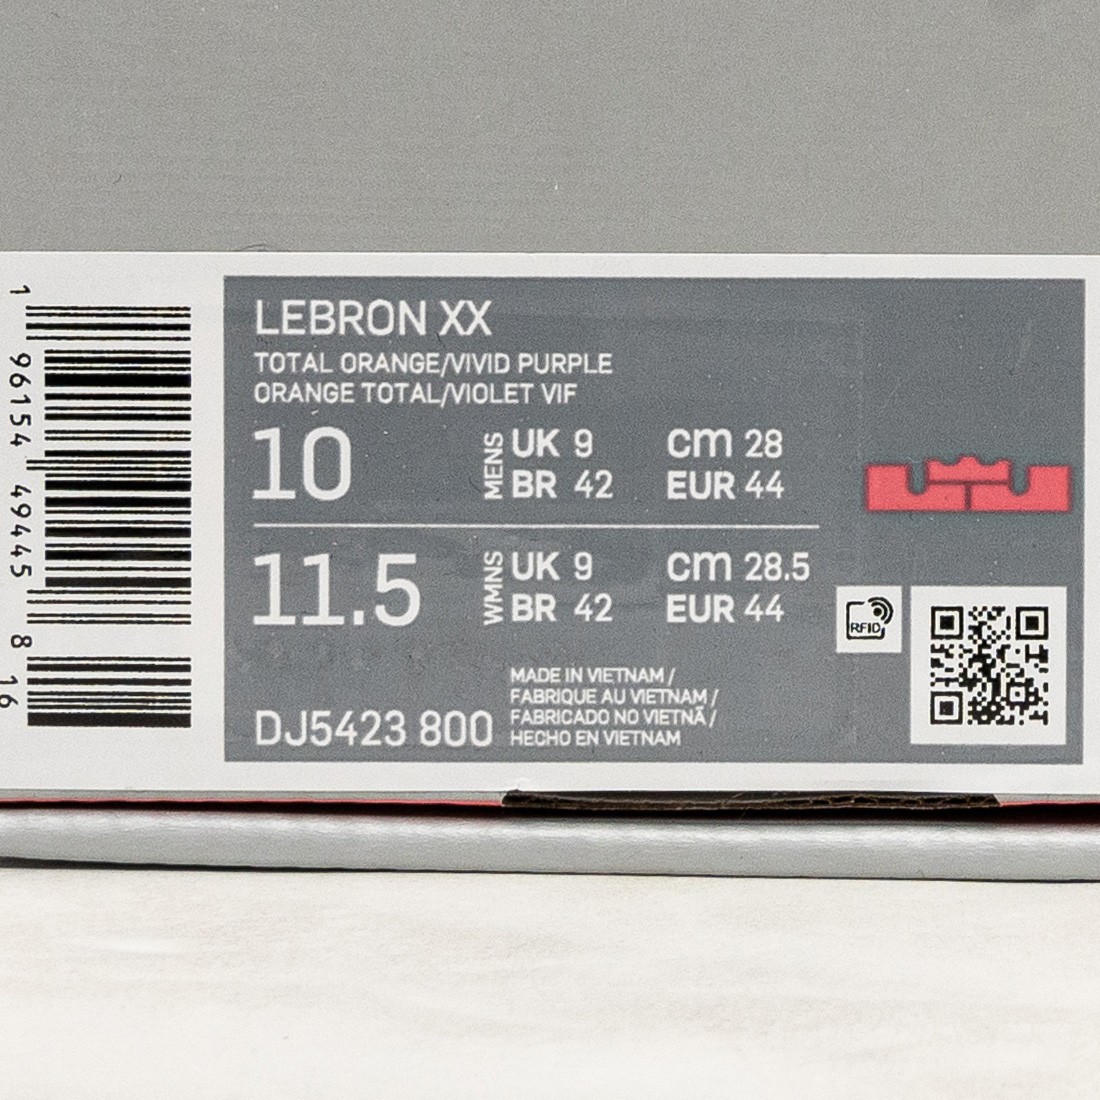 LEBRON XX
TOTAL ORANGE/VIVID PURPLE
ORANGE TOTAL/VIOLET VIF
10 MENS UK 9 cm 28
BR 42 EUR 44
11.5 WMNS UK 9 cm 28.5
BR 42 EUR 44
MADE IN VIETNAM /
FABRIQUE AU VIETNAM /
FABRICADO NO VIETNÃ /
HECHO EN VIETNAM
DJ5423 800
RFID
1 96154 49445 8 16